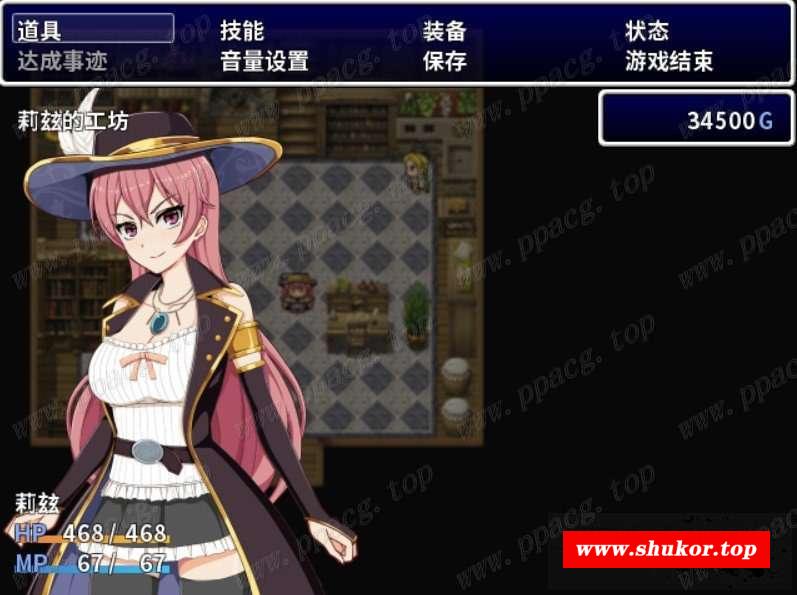 道具 技能 装备 状态
达成事迹 音量设置 保存 游戏结束
莉兹的工坊
34500G
莉兹
HP 468/ 468
MP 67/ 67
www.shukor.top
www.ppacg.top